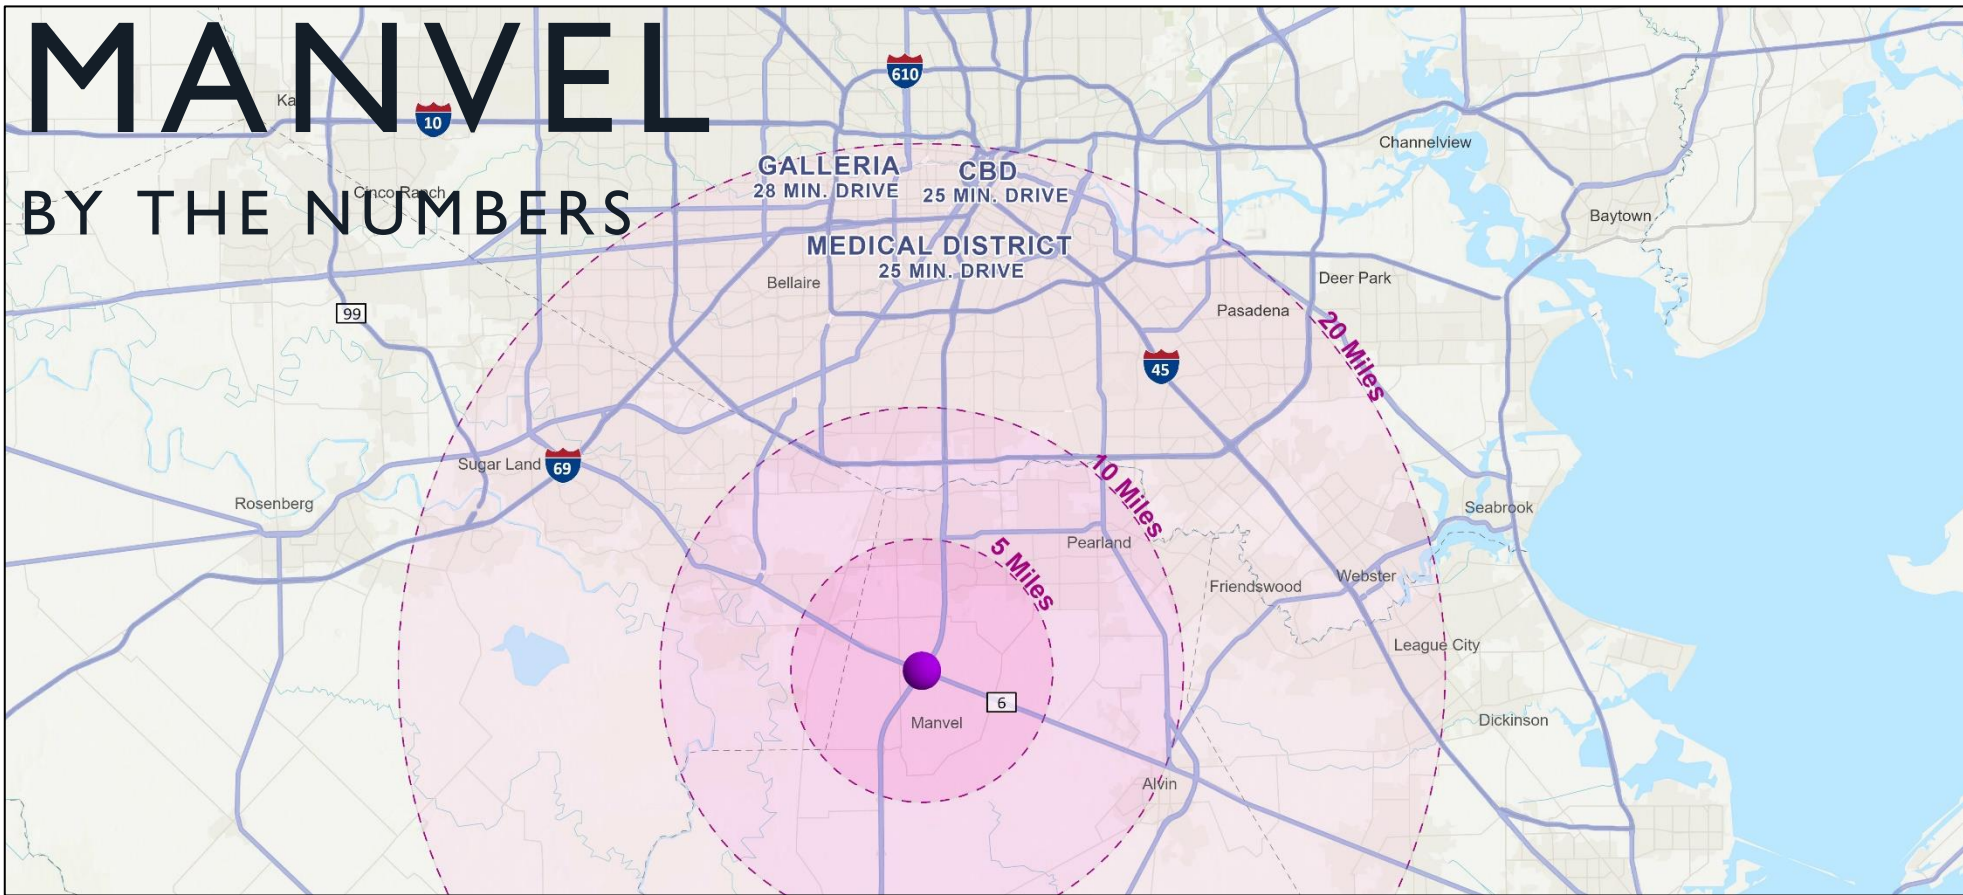 MANVEL
BY THE NUMBERS
610
Ka
10
Channelview
GALLERIA
28 MIN. DRIVE
CBD
25 MIN. DRIVE
Cinco Ranch
Baytown
MEDICAL DISTRICT
25 MIN. DRIVE
Bellaire
Deer Park
99
Pasadena
20 Miles
45
Sugar Land
69
10 Miles
Rosenberg
Seabrook
Pearland
5 Miles
Webster
Friendswood
League City
6
Manvel
Dickinson
Alvin